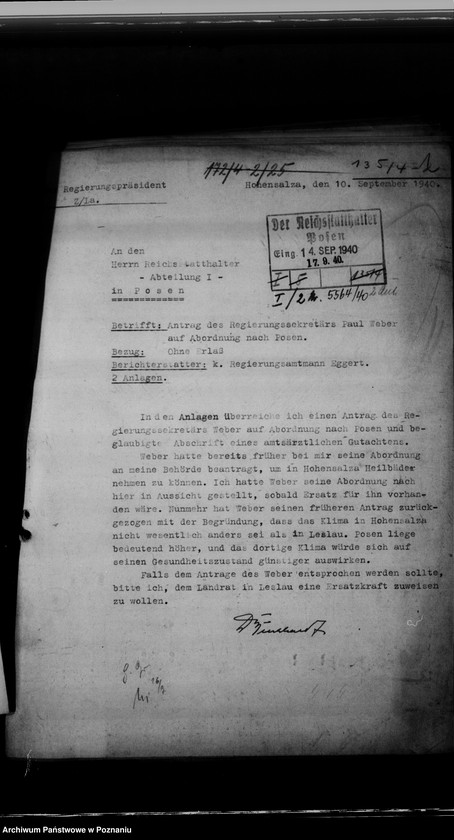 172/4 - 2/25
135/4
Regierungspräsident
Z/La.
Hohensalza, den 10. September 1940.
Der Reichsstatthalter
Posen
Eing. 14. SEP. 1940
17. 9. 40.
I/2 5364/40
An den
Herrn Reichsstatthalter
- Abteilung I -
in Posen
Betrifft: Antrag des Regierungssekretärs Paul Weber
auf Abordnung nach Posen.
Bezug: Ohne Erlaß
Berichterstatter: k. Regierungsamtmann Eggert.
2 Anlagen.
In den Anlagen überreiche ich einen Antrag des Re-
gierungssekretärs Weber auf Abordnung nach Posen und be-
glaubigte Abschrift eines amtsärztlichen Gutachtens.
Weber hatte bereits früher bei mir seine Abordnung
an meine Behörde beantragt, um in Hohensalza Heilbäder
nehmen zu können. Ich hatte Weber seine Abordnung nach
hier in Aussicht gestellt, sobald Ersatz für ihn vorhan-
den wäre. Nunmehr hat Weber seinen früheren Antrag zurück-
gezogen mit der Begründung, dass das Klima in Hohensalza
nicht wesentlich anders sei als in Leslau. Posen liege
bedeutend höher, und das dortige Klima würde sich auf
seinen Gesundheitszustand günstiger auswirken.
Falls dem Antrage des Weber entsprochen werden sollte,
bitte ich, dem Landrat in Leslau eine Ersatzkraft zuweisen
zu wollen.
Archiwum Państwowe w Poznaniu